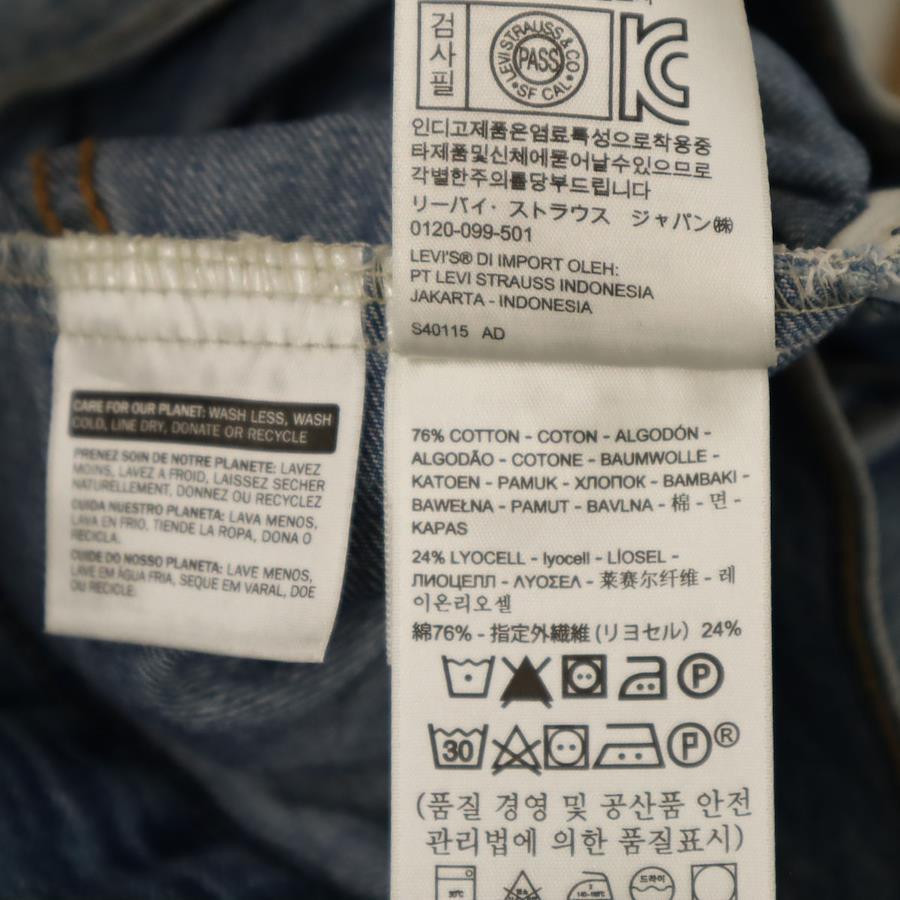 검
사
필
LEVI STRAUSS & CO
PASS
SF CAL
인디고제품은염료특성으로착용중
타제품및신체에묻어날수있으므로
각별한주의를당부드립니다
リーバイ・ストラウス ジャパン㈱
0120-099-501
LEVI'S® DI IMPORT OLEH:
PT LEVI STRAUSS INDONESIA
JAKARTA - INDONESIA
S40115 AD
CARE FOR OUR PLANET: WASH LESS, WASH
COLD, LINE DRY, DONATE OR RECYCLE
PRENEZ SOIN DE NOTRE PLANETE: LAVEZ
MOINS, LAVEZ A FROID, LAISSEZ SECHER
NATURELLEMENT, DONNEZ OU RECYCLEZ
CUIDA NUESTRO PLANETA: LAVA MENOS,
LAVA EN FRIO, TIENDE LA ROPA, DONA O
RECICLA.
CUIDE DO NOSSO PLANETA: LAVE MENOS,
LAVE EM ÁGUA FRIA, SEQUE EM VARAL, DOE
OU RECICLE.
76% COTTON - COTON - ALGODÓN -
ALGODÃO - COTONE - BAUMWOLLE -
KATOEN - PAMUK - ХЛОПОК - ΒΑΜΒΑΚΙ -
BAWEŁNA - PAMUT - BAVLNA - 棉 - 면 -
KAPAS
24% LYOCELL - lyocell - LİOSEL -
ЛИОЦЕЛЛ - ΛΥΟΣΕΛ - 莱赛尔纤维 - 레
이온리오셀
綿76% - 指定外繊維 (リヨセル) 24%
P
30
P ®
(품질 경영 및 공산품 안전
관리법에 의한 품질표시)
드라이